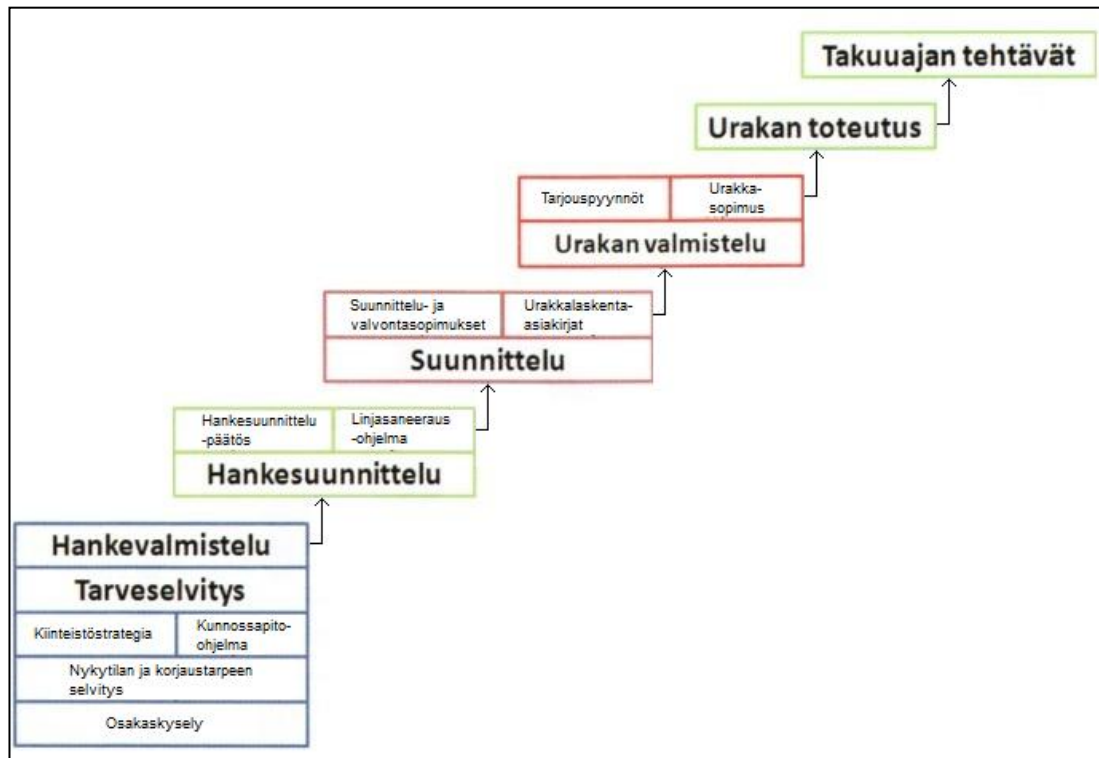 Takuuajan tehtävät
Urakan toteutus
Tarjouspyynnöt
Urakka-
sopimus
Urakan valmistelu
Suunnittelu- ja
valvontasopimukset
Urakkalaskenta-
asiakirjat
Suunnittelu
Hankesuunnittelu
-päätös
Linjasaneeraus
-ohjelma
Hankesuunnittelu
Hankevalmistelu
Tarveselvitys
Kiinteistöstrategia
Kunnossapito-
ohjelma
Nykytilan ja korjaustarpeen
selvitys
Osakaskysely